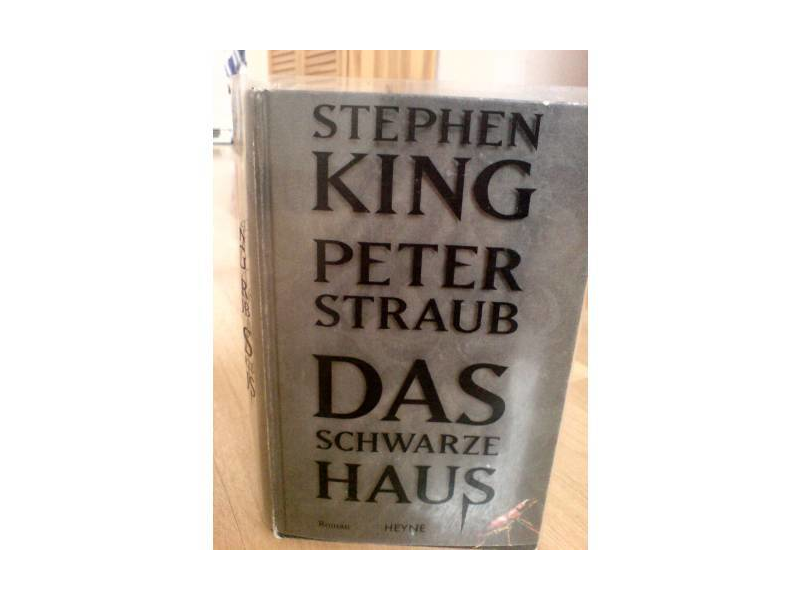 STEPHEN
KING
PETER
STRAUB
DAS
SCHWARZE
HAUS
Roman HEYNE